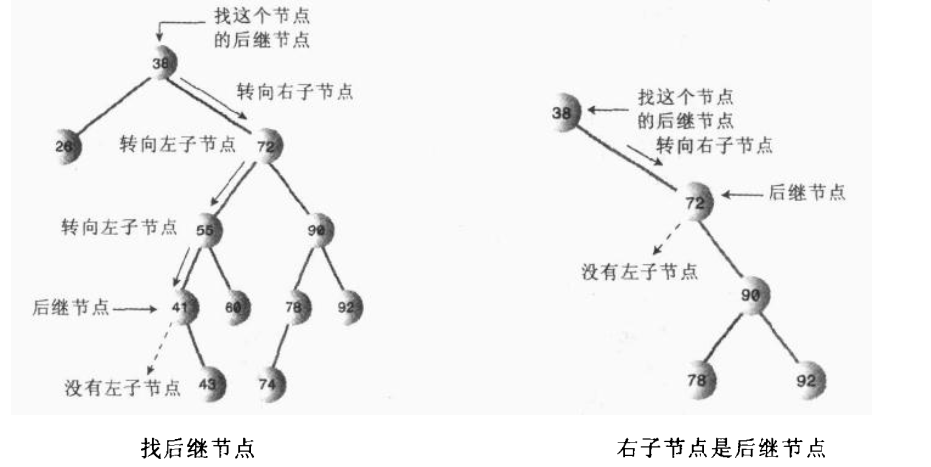 找这个节点
的后继节点
38
转向右子节点
26
转向左子节点
72
转向左子节点
55
90
后继节点
41
60
78
92
没有左子节点
43
74
找后继节点
38
找这个节点
的后继节点
转向右子节点
72
后继节点
没有左子节点
90
78
92
右子节点是后继节点